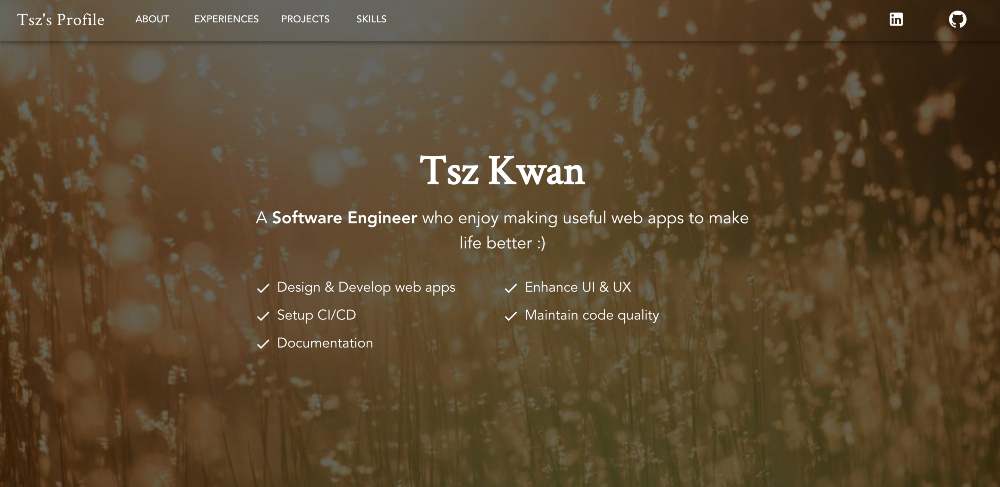 Tsz's Profile ABOUT EXPERIENCES PROJECTS SKILLS
Tsz Kwan
A Software Engineer who enjoy making useful web apps to make
life better :)
Design & Develop web apps
Enhance UI & UX
Setup CI/CD
Maintain code quality
Documentation